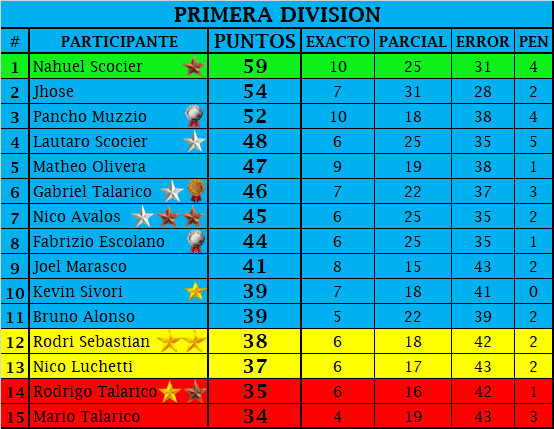 PRIMERA DIVISION
# PARTICIPANTE PUNTOS EXACTO PARCIAL ERROR PEN
1 Nahuel Scocier 59 10 25 31 4
2 Jhose 54 7 31 28 2
3 Pancho Muzzio 52 10 18 38 4
4 Lautaro Scocier 48 6 25 35 5
5 Matheo Olivera 47 9 19 38 1
6 Gabriel Talarico 46 7 22 37 3
7 Nico Avalos 45 6 25 35 2
8 Fabrizio Escolano 44 6 25 35 1
9 Joel Marasco 41 8 15 43 2
10 Kevin Sivori 39 7 18 41 0
11 Bruno Alonso 39 5 22 39 2
12 Rodri Sebastian 38 6 18 42 2
13 Nico Luchetti 37 6 17 43 2
14 Rodrigo Talarico 35 6 16 42 1
15 Mario Talarico 34 4 19 43 3